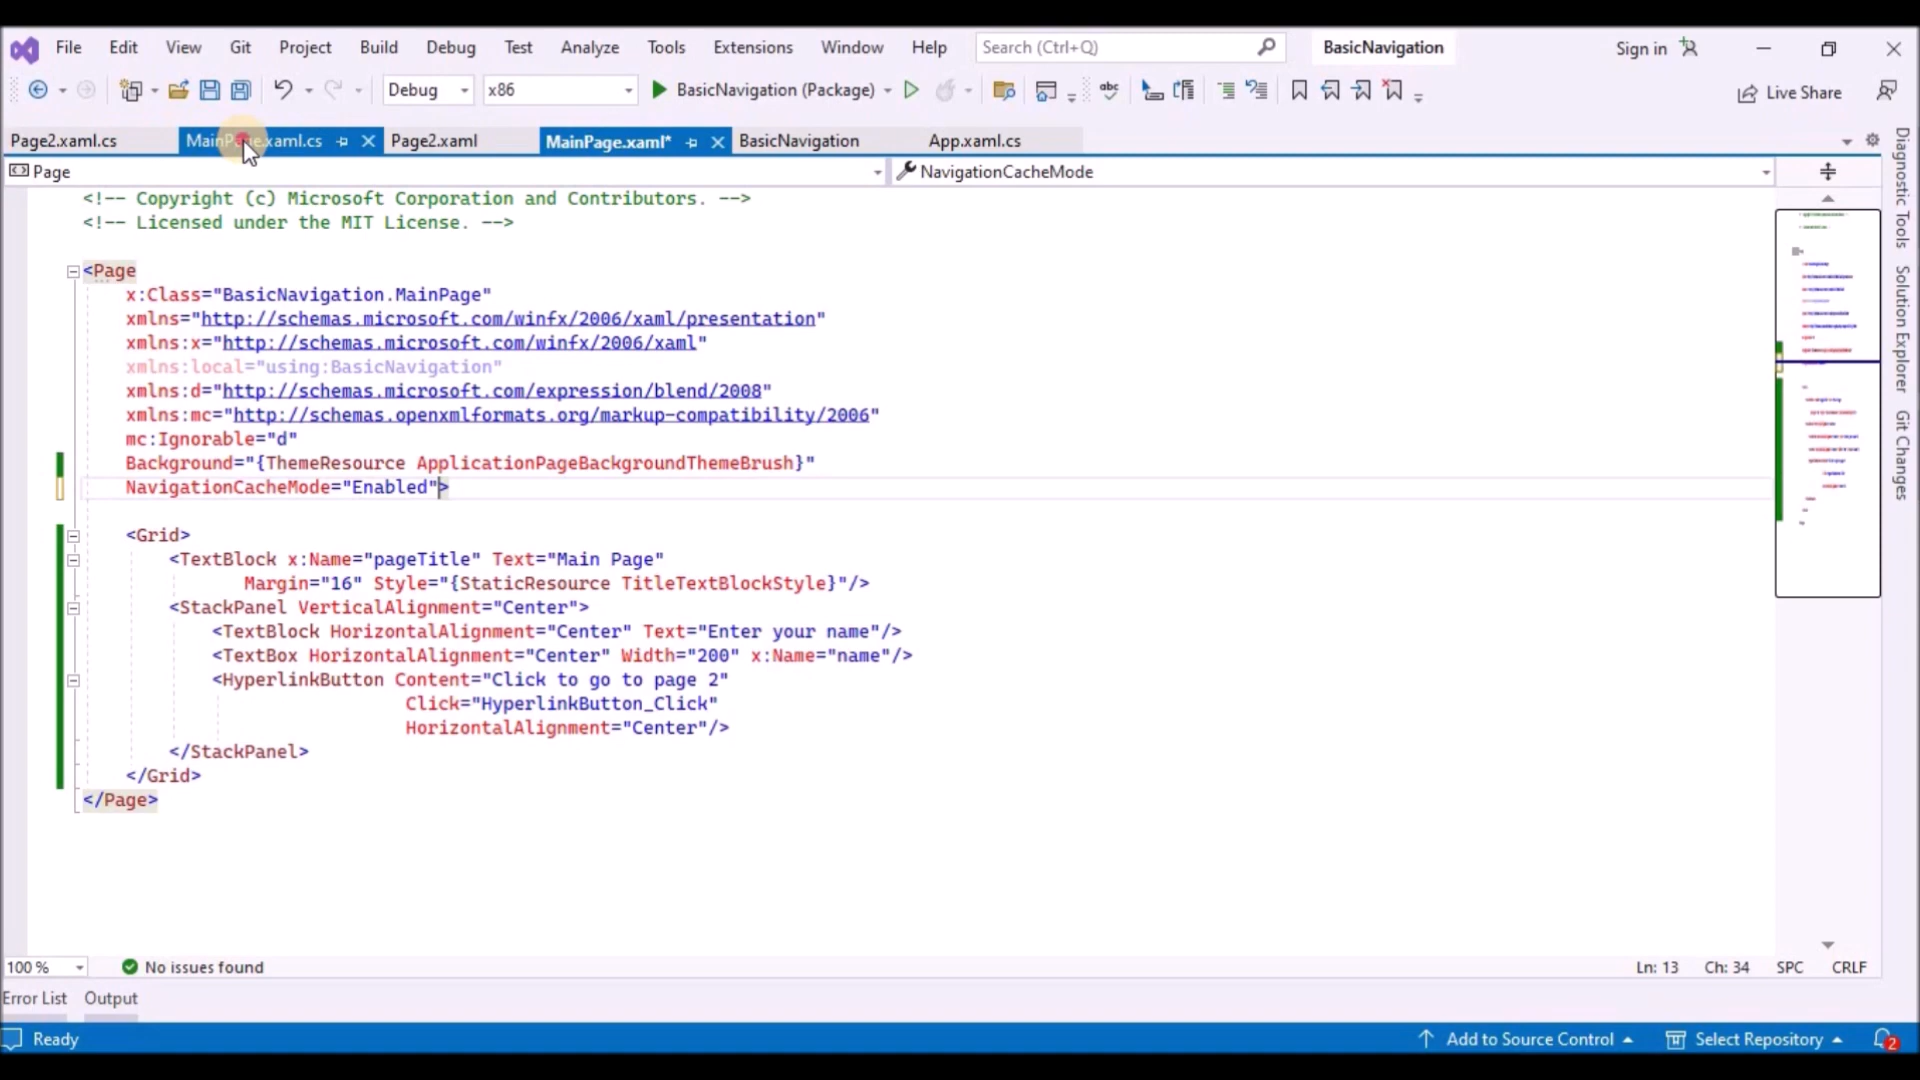 File Edit View Git Project Build Debug Test Analyze Tools Extensions Window Help Search (Ctrl+Q) BasicNavigation Sign in
Debug x86 BasicNavigation (Package) abc Live Share
Page2.xaml.cs MainPage.xaml.cs Page2.xaml MainPage.xaml* BasicNavigation App.xaml.cs
Page NavigationCacheMode
<!-- Copyright (c) Microsoft Corporation and Contributors. -->
<!-- Licensed under the MIT License. -->
<Page
x:Class="BasicNavigation.MainPage"
xmlns="http://schemas.microsoft.com/winfx/2006/xaml/presentation"
xmlns:x="http://schemas.microsoft.com/winfx/2006/xaml"
xmlns:local="using:BasicNavigation"
xmlns:d="http://schemas.microsoft.com/expression/blend/2008"
xmlns:mc="http://schemas.openxmlformats.org/markup-compatibility/2006"
mc:Ignorable="d"
Background="{ThemeResource ApplicationPageBackgroundThemeBrush}"
NavigationCacheMode="Enabled">
<Grid>
<TextBlock x:Name="pageTitle" Text="Main Page"
Margin="16" Style="{StaticResource TitleTextBlockStyle}"/>
<StackPanel VerticalAlignment="Center">
<TextBlock HorizontalAlignment="Center" Text="Enter your name"/>
<TextBox HorizontalAlignment="Center" Width="200" x:Name="name"/>
<HyperlinkButton Content="Click to go to page 2"
Click="HyperlinkButton_Click"
HorizontalAlignment="Center"/>
</StackPanel>
</Grid>
</Page>
100 % No issues found Ln: 13 Ch: 34 SPC CRLF
Error List Output
Ready Add to Source Control Select Repository 2
Diagnostic Tools
Solution Explorer
Git Changes